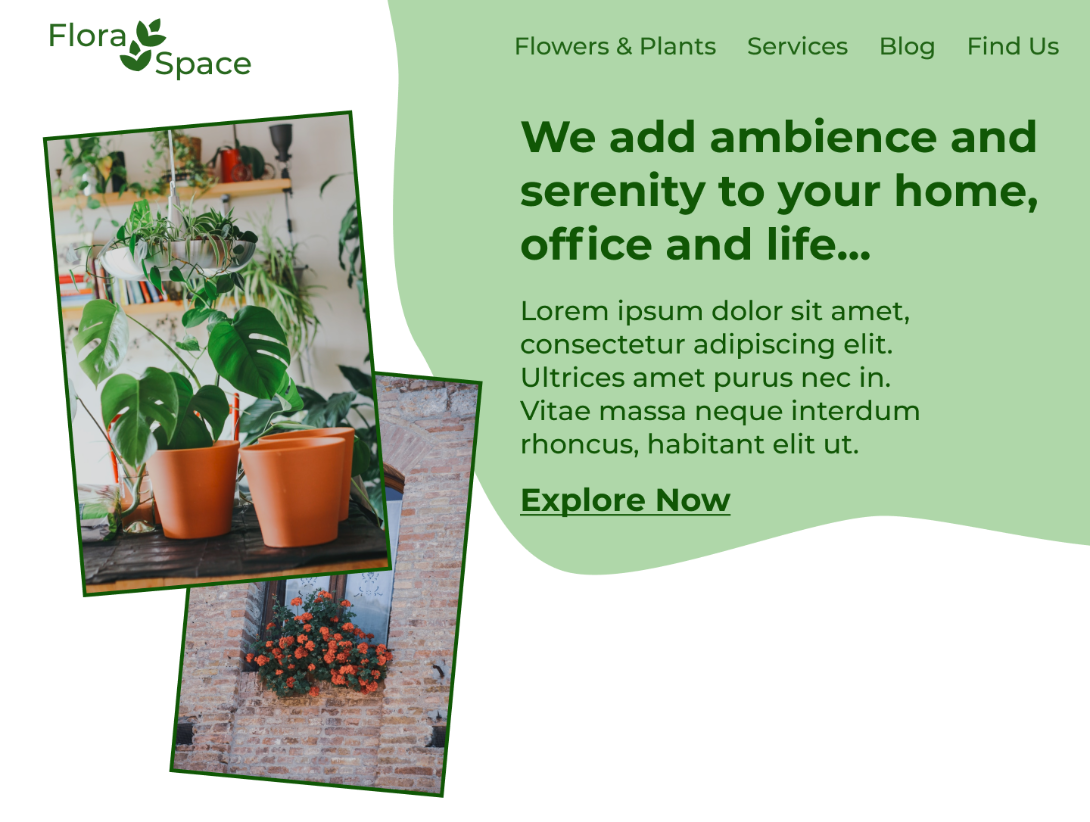 Flora
Space
Flowers & Plants Services Blog Find Us
We add ambience and
serenity to your home,
office and life...
Lorem ipsum dolor sit amet,
consectetur adipiscing elit.
Ultrices amet purus nec in.
Vitae massa neque interdum
rhoncus, habitant elit ut.
Explore Now